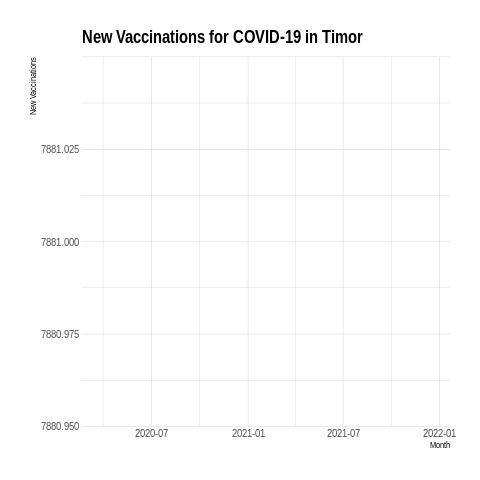 New Vaccinations for COVID-19 in Timor
New Vaccinations
7881.025
7881.000
7880.975
7880.950
2020-07
2021-01
2021-07
2022-01
Month